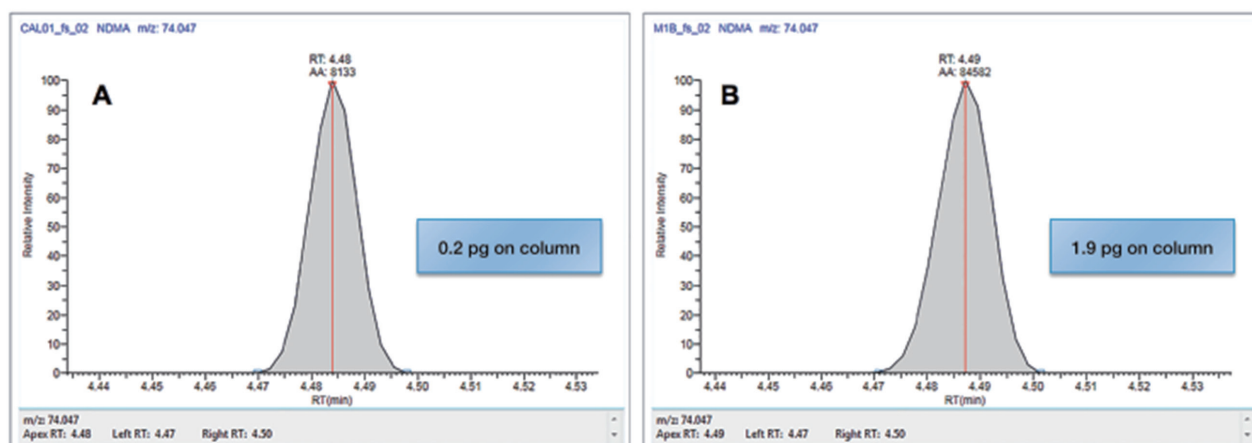 CAL01_fs_02 NDMA m/z: 74.047
RT: 4.48
AA: 8133
A
100
90
80
70
60
50
40
30
20
10
0
Relative Intensity
0.2 pg on column
4.44 4.45 4.46 4.47 4.48 4.49 4.50 4.51 4.52 4.53
RT(min)
m/z: 74.047
Apex RT: 4.48 Left RT: 4.47 Right RT: 4.50
M1B_fs_02 NDMA m/z: 74.047
RT: 4.49
AA: 84582
B
100
90
80
70
60
50
40
30
20
10
0
Relative Intensity
1.9 pg on column
4.44 4.45 4.46 4.47 4.48 4.49 4.50 4.51 4.52 4.53
RT(min)
m/z: 74.047
Apex RT: 4.49 Left RT: 4.47 Right RT: 4.50